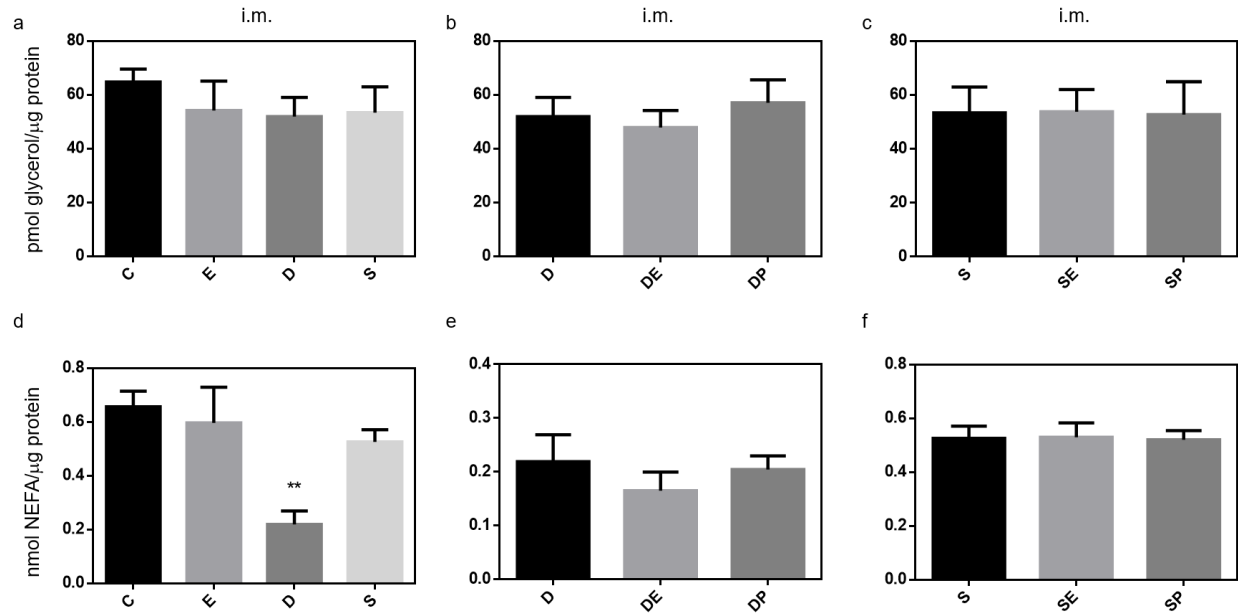 i.m. i.m. i.m.
a b c
pmol glycerol/μg protein
80 60 40 20 0
C E D S
80 60 40 20 0
D DE DP
80 60 40 20 0
S SE SP
d e f
nmol NEFA/μg protein
0.8 0.6 0.4 0.2 0.0
**
C E D S
0.4 0.3 0.2 0.1 0.0
D DE DP
0.8 0.6 0.4 0.2 0.0
S SE SP